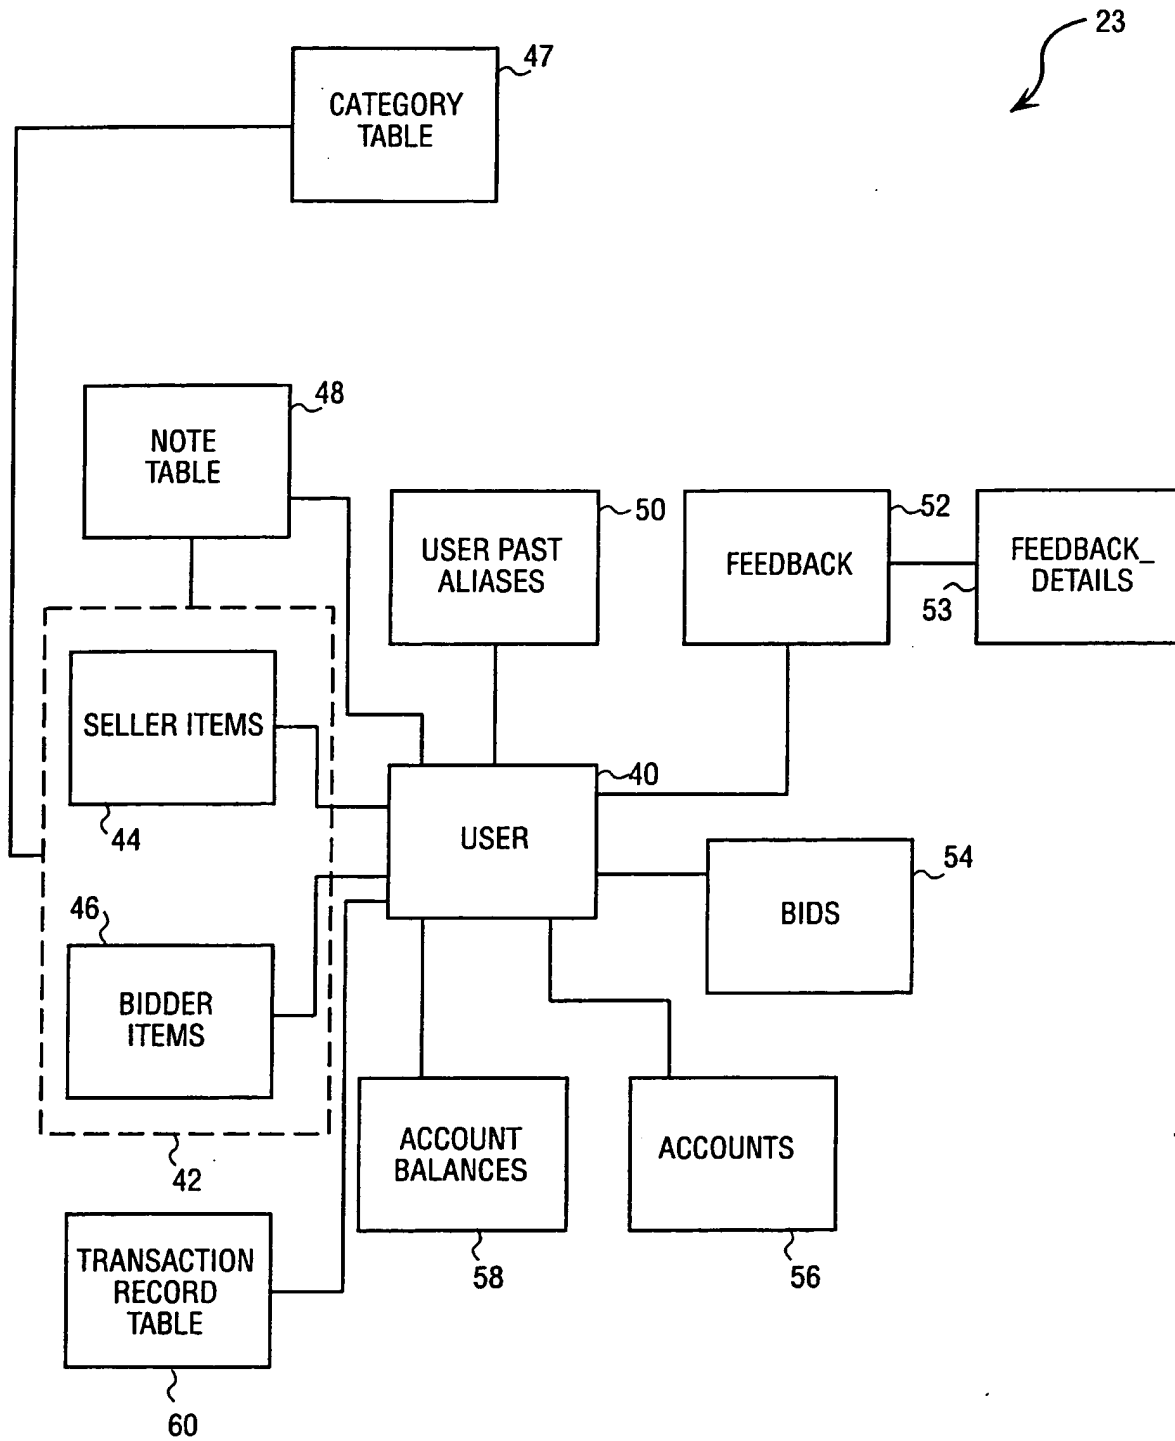 23
47
CATEGORY
TABLE
48
NOTE
TABLE
50
USER PAST
ALIASES
52
FEEDBACK
53
FEEDBACK_
DETAILS
SELLER ITEMS
44
40
USER
54
BIDS
46
BIDDER
ITEMS
42
ACCOUNT
BALANCES
58
ACCOUNTS
56
TRANSACTION
RECORD
TABLE
60